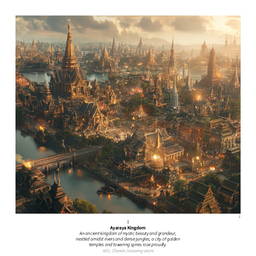 Ayaraya Kingdom
An ancient kingdom of mystic beauty and grandeur,
nestled amidst rivers and dense jungles, a city of golden
temples and towering spires rose proudly.